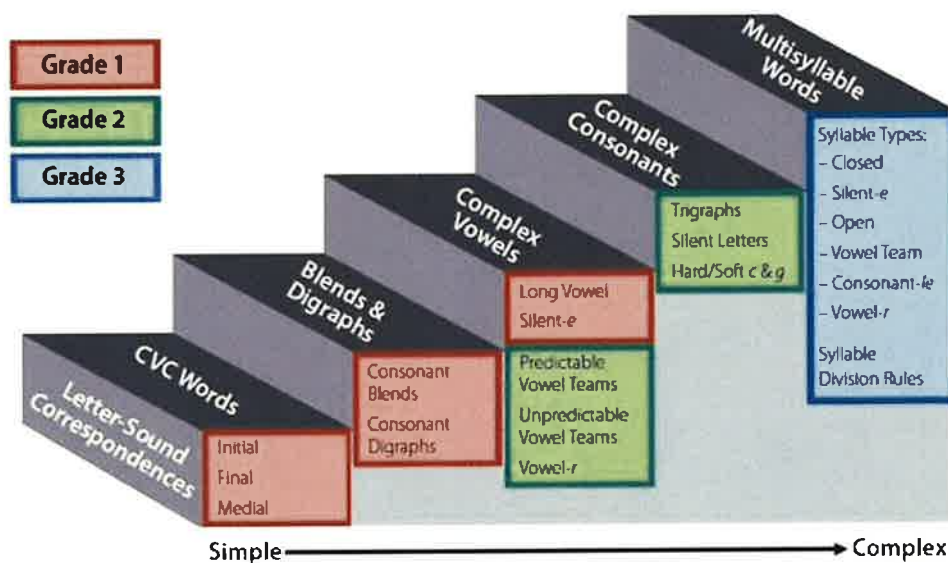 Grade 1
Grade 2
Grade 3
Letter-Sound
Correspondences
CVC Words
Initial
Final
Medial
Blends &
Digraphs
Consonant
Blends
Consonant
Digraphs
Complex
Vowels
Long Vowel
Silent-e
Predictable
Vowel Teams
Unpredictable
Vowel Teams
Vowel-r
Complex
Consonants
Trigraphs
Silent Letters
Hard/Soft c & g
Multisyllable
Words
Syllable Types:
– Closed
– Silent-e
– Open
– Vowel Team
– Consonant-le
– Vowel-r
Syllable
Division Rules
Simple
Complex